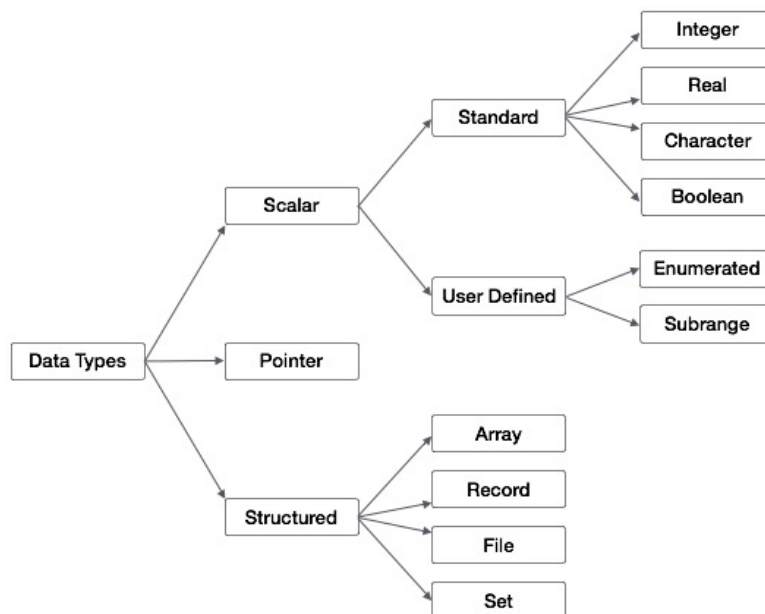 Integer
Real
Standard
Character
Scalar
Boolean
User Defined
Enumerated
Subrange
Data Types
Pointer
Array
Record
Structured
File
Set